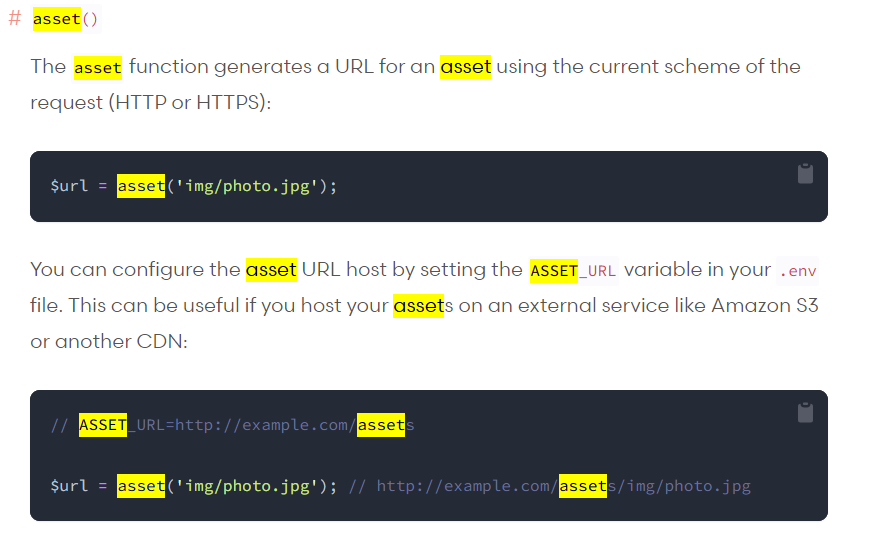 # asset()
The asset function generates a URL for an asset using the current scheme of the
request (HTTP or HTTPS):
$url = asset('img/photo.jpg');
You can configure the asset URL host by setting the ASSET_URL variable in your .env
file. This can be useful if you host your assets on an external service like Amazon S3
or another CDN:
// ASSET_URL=http://example.com/assets
$url = asset('img/photo.jpg'); // http://example.com/assets/img/photo.jpg